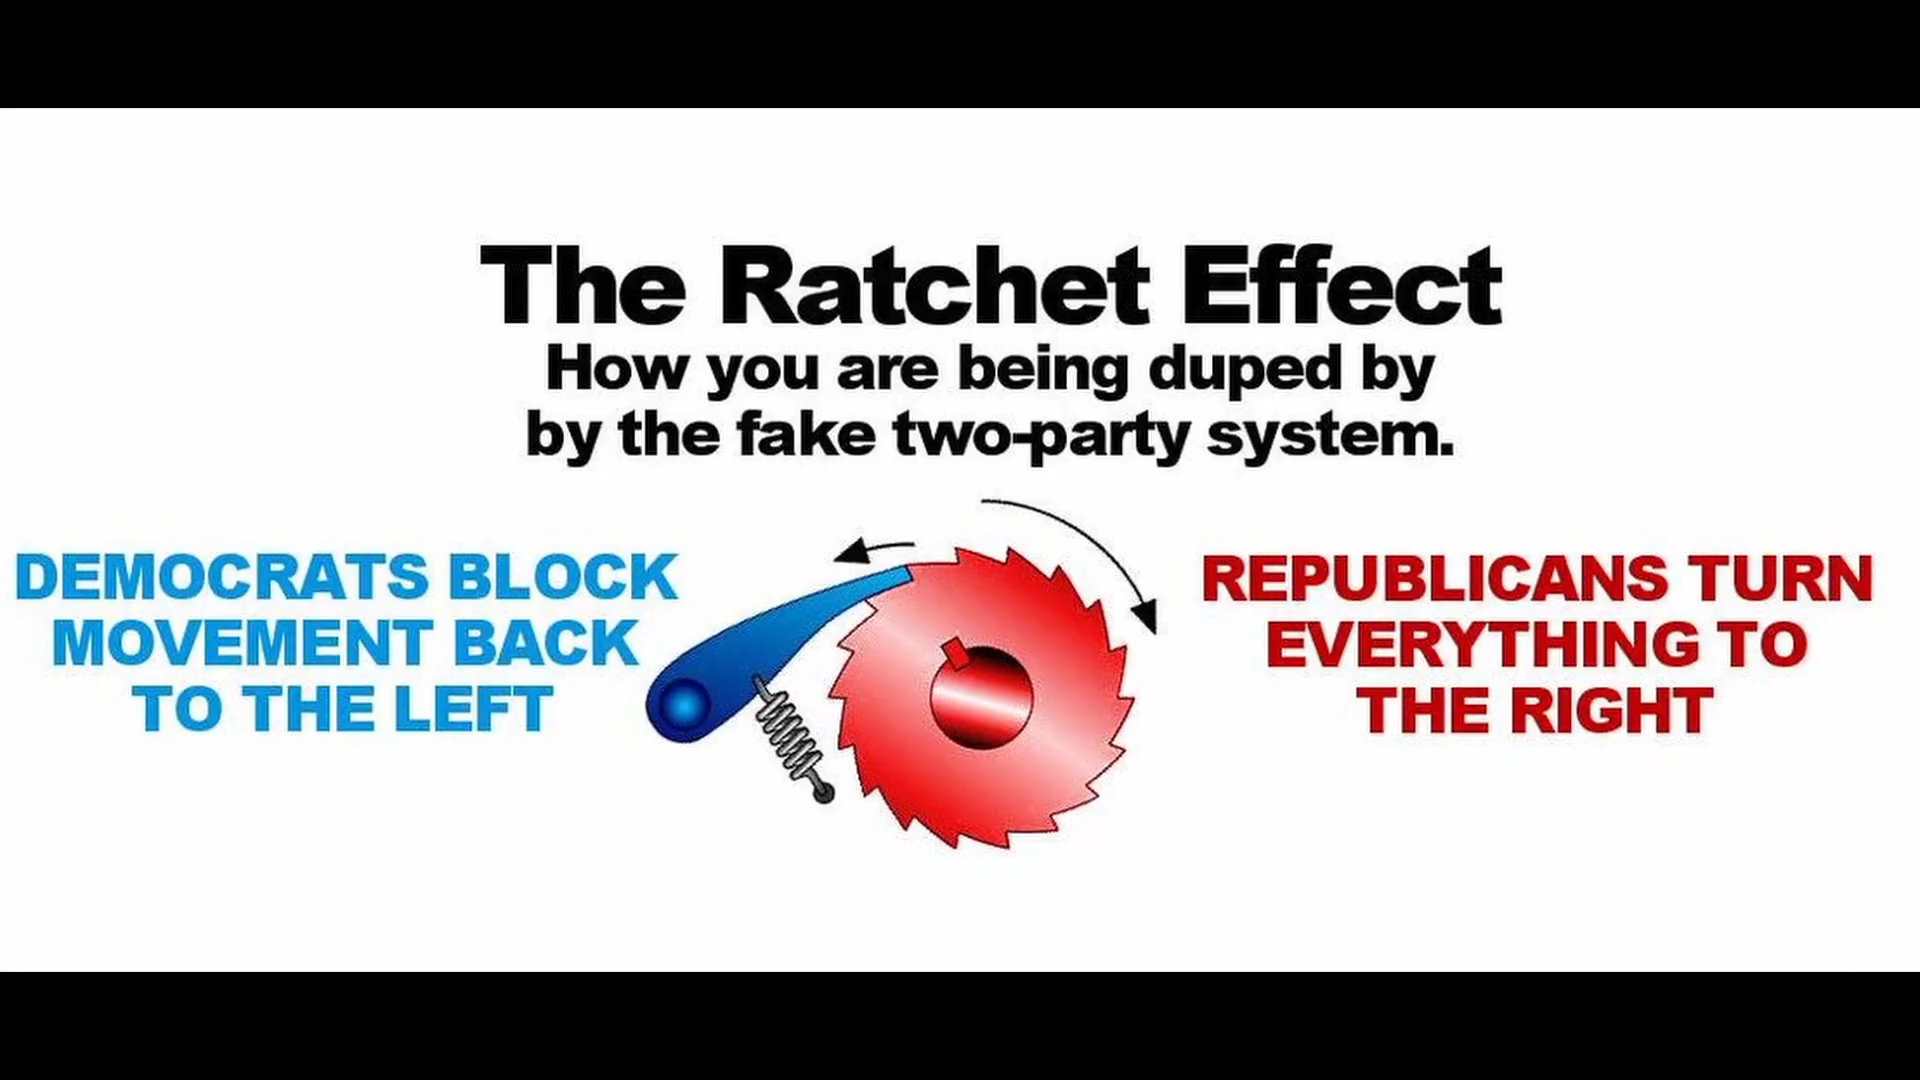 The Ratchet Effect
How you are being duped by
by the fake two-party system.
DEMOCRATS BLOCK
MOVEMENT BACK
TO THE LEFT
REPUBLICANS TURN
EVERYTHING TO
THE RIGHT